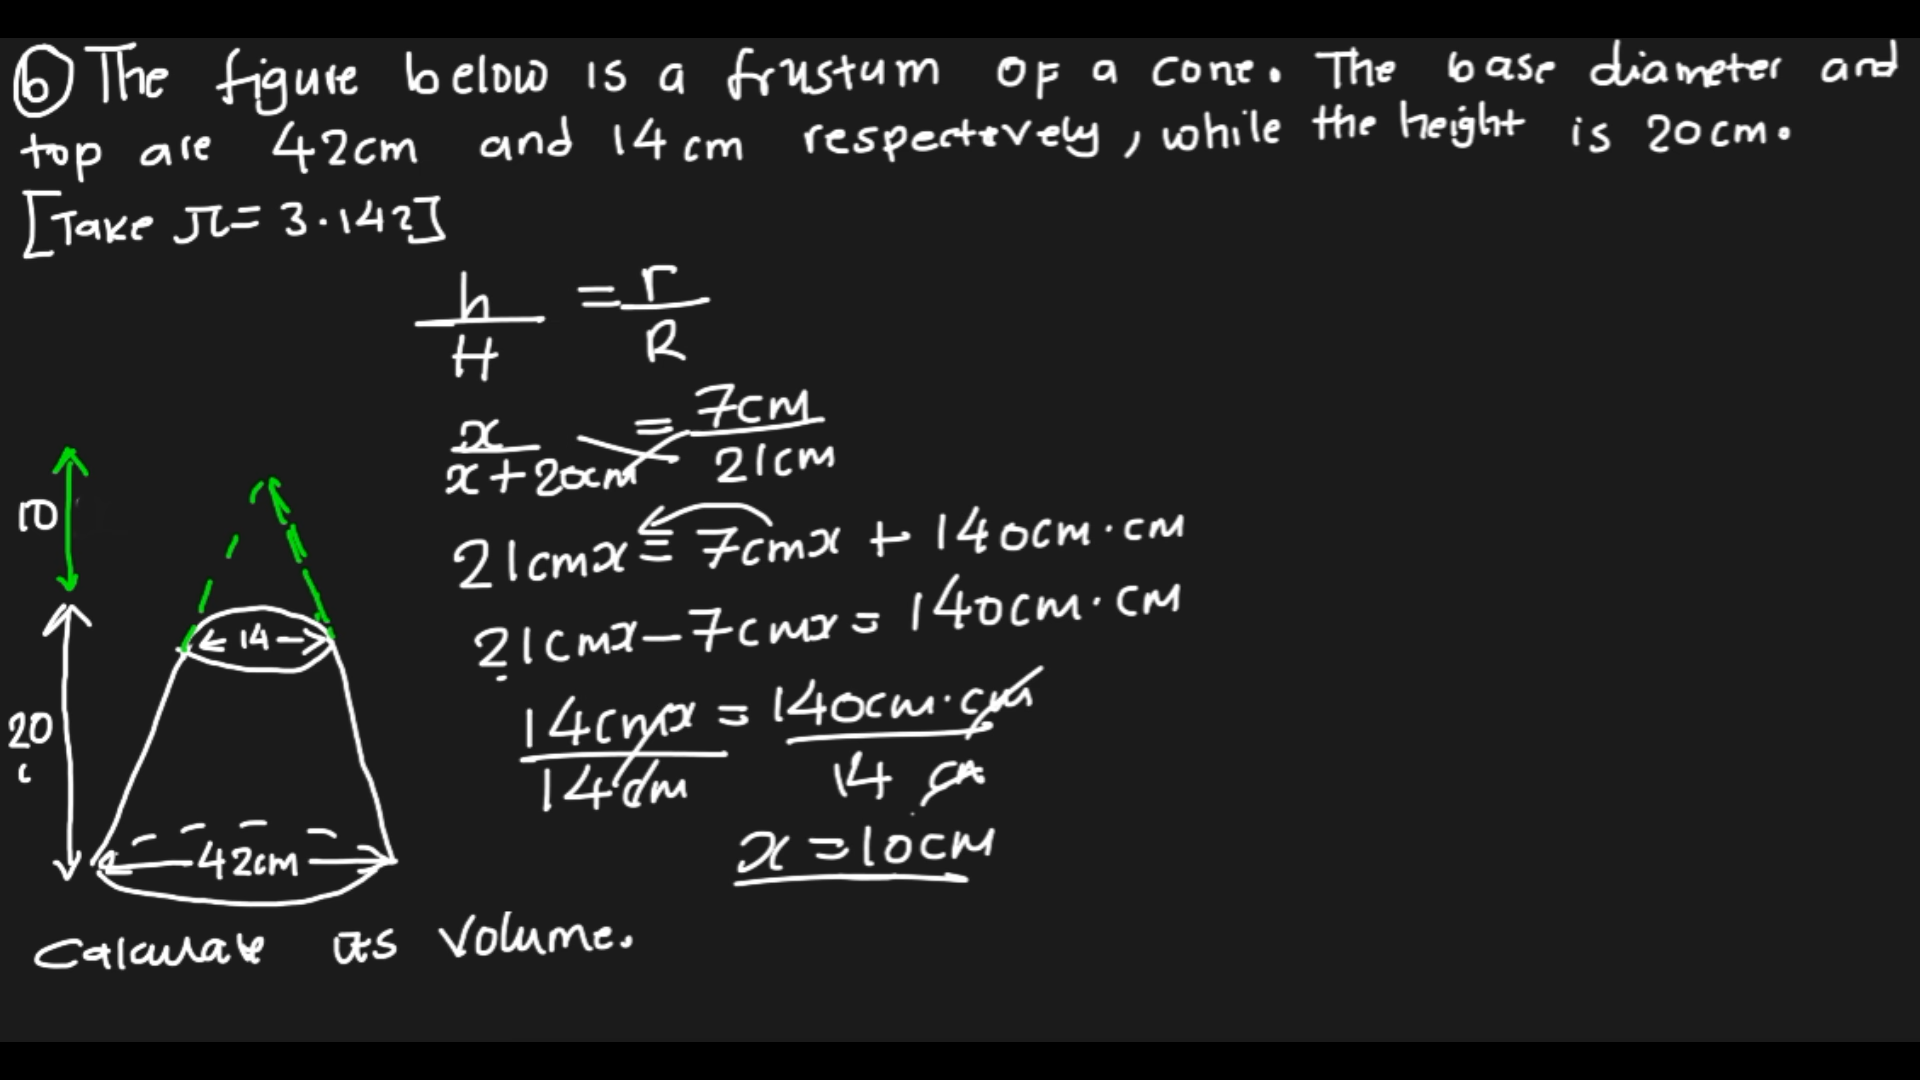 (b) The figure below is a frustum of a cone. The base diameter and
top are 42cm and 14cm respectively, while the height is 20cm.
[Take π = 3.142]
h/H = r/R
x/(x+20cm) = 7cm/21cm
21cmx = 7cmx + 140cm·cm
21cmx - 7cmx = 140cm·cm
14cmx/14cm = 140cm·cm/14cm
x = 10cm
10
14
20
42cm
Calculate its volume.